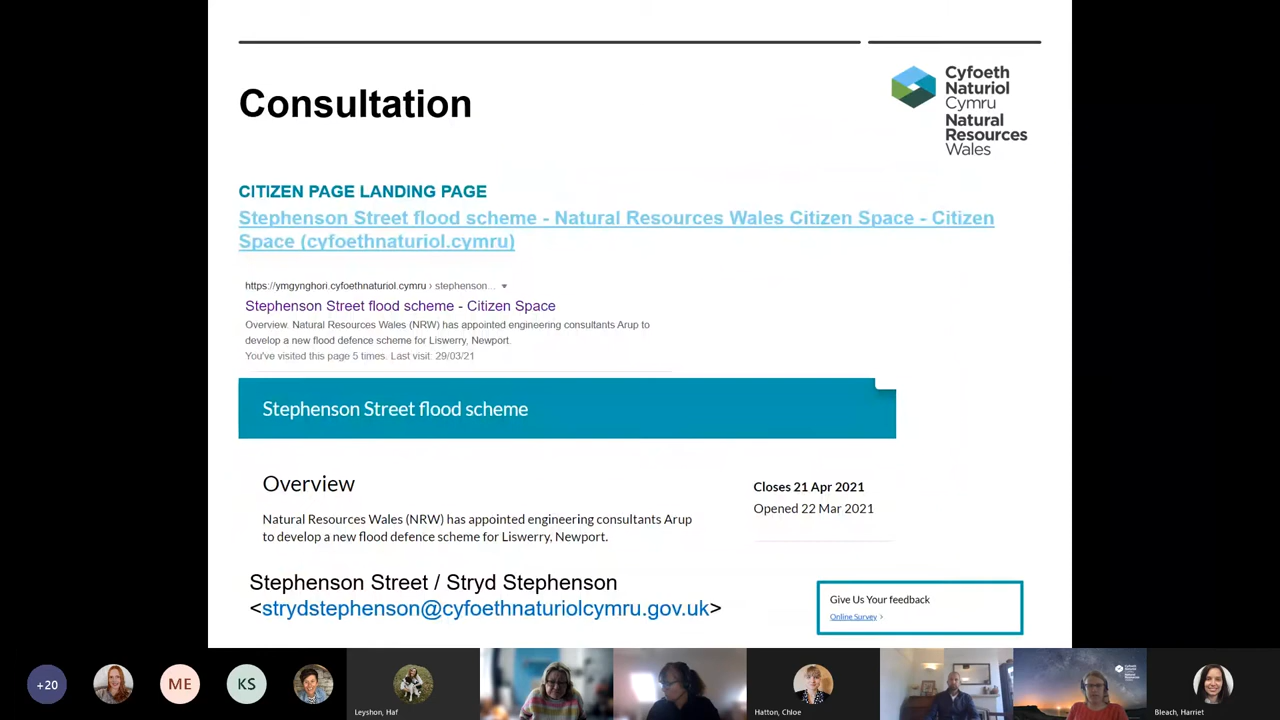 Consultation
Cyfoeth
Naturiol
Cymru
Natural
Resources
Wales
CITIZEN PAGE LANDING PAGE
Stephenson Street flood scheme - Natural Resources Wales Citizen Space - Citizen
Space (cyfoethnaturiol.cymru)
https://ymgynghori.cyfoethnaturiol.cymru › stephenson...
Stephenson Street flood scheme - Citizen Space
Overview. Natural Resources Wales (NRW) has appointed engineering consultants Arup to
develop a new flood defence scheme for Liswerry, Newport.
You've visited this page 5 times. Last visit: 29/03/21
Stephenson Street flood scheme
Overview
Closes 21 Apr 2021
Opened 22 Mar 2021
Natural Resources Wales (NRW) has appointed engineering consultants Arup
to develop a new flood defence scheme for Liswerry, Newport.
Stephenson Street / Stryd Stephenson
<strydstephenson@cyfoethnaturiolcymru.gov.uk>
Give Us Your feedback
Online Survey >
+20
ME
KS
Leyshon, Haf
Hatton, Chloe
Bleach, Harriet